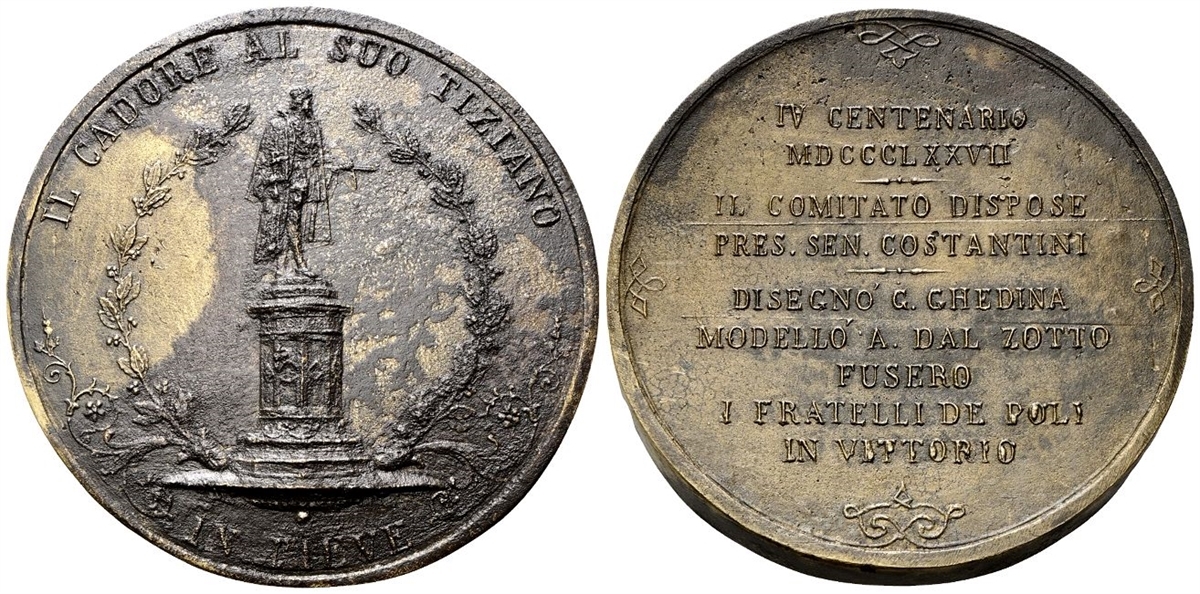 IL CADORE AL SUO TIZIANO
IN PIEVE
IV CENTENARIO
MDCCCLXXVII
IL COMITATO DISPOSE
PRES. SEN. COSTANTINI
DISEGNO' G. GHEDINA
MODELLO' A. DAL ZOTTO
FUSERO
I FRATELLI DE POLI
IN VITTORIO